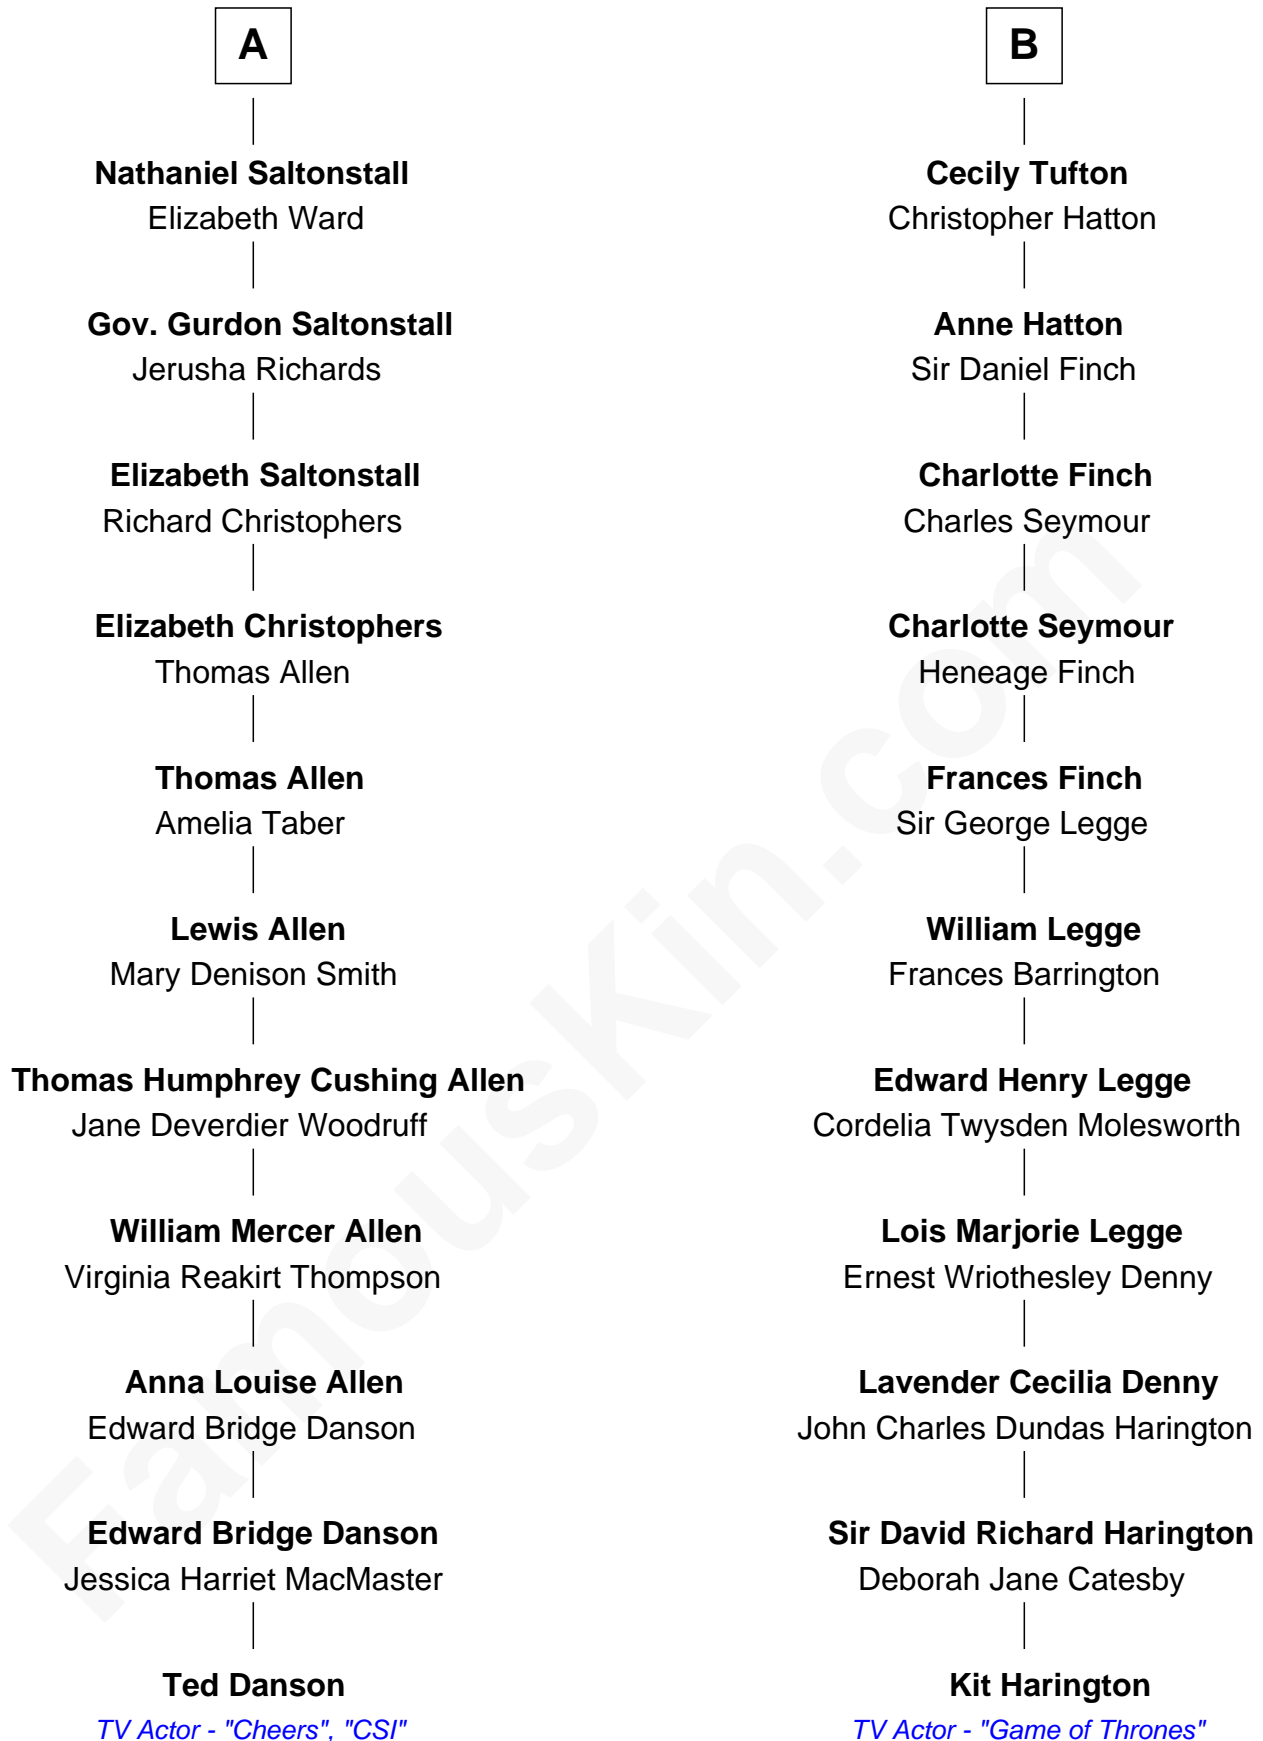 A
Nathaniel Saltonstall
Elizabeth Ward
Gov. Gurdon Saltonstall
Jerusha Richards
Elizabeth Saltonstall
Richard Christophers
Elizabeth Christophers
Thomas Allen
Thomas Allen
Amelia Taber
Lewis Allen
Mary Denison Smith
Thomas Humphrey Cushing Allen
Jane Deverdier Woodruff
William Mercer Allen
Virginia Reakirt Thompson
Anna Louise Allen
Edward Bridge Danson
Edward Bridge Danson
Jessica Harriet MacMaster
Ted Danson
TV Actor - "Cheers", "CSI"
B
Cecily Tufton
Christopher Hatton
Anne Hatton
Sir Daniel Finch
Charlotte Finch
Charles Seymour
Charlotte Seymour
Heneage Finch
Frances Finch
Sir George Legge
William Legge
Frances Barrington
Edward Henry Legge
Cordelia Twysden Molesworth
Lois Marjorie Legge
Ernest Wriothesley Denny
Lavender Cecilia Denny
John Charles Dundas Harington
Sir David Richard Harington
Deborah Jane Catesby
Kit Harington
TV Actor - "Game of Thrones"
FamousKin.com